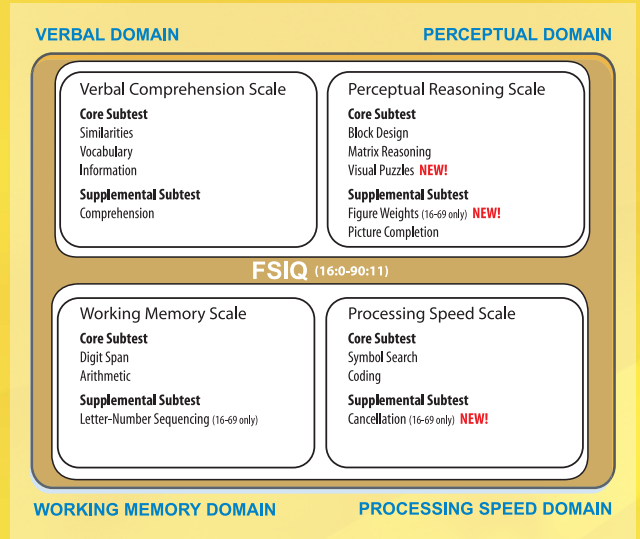 VERBAL DOMAIN
PERCEPTUAL DOMAIN
Verbal Comprehension Scale
Core Subtest
Similarities
Vocabulary
Information
Supplemental Subtest
Comprehension
Perceptual Reasoning Scale
Core Subtest
Block Design
Matrix Reasoning
Visual Puzzles NEW!
Supplemental Subtest
Figure Weights (16-69 only) NEW!
Picture Completion
FSIQ (16:0-90:11)
Working Memory Scale
Core Subtest
Digit Span
Arithmetic
Supplemental Subtest
Letter-Number Sequencing (16-69 only)
Processing Speed Scale
Core Subtest
Symbol Search
Coding
Supplemental Subtest
Cancellation (16-69 only) NEW!
WORKING MEMORY DOMAIN
PROCESSING SPEED DOMAIN